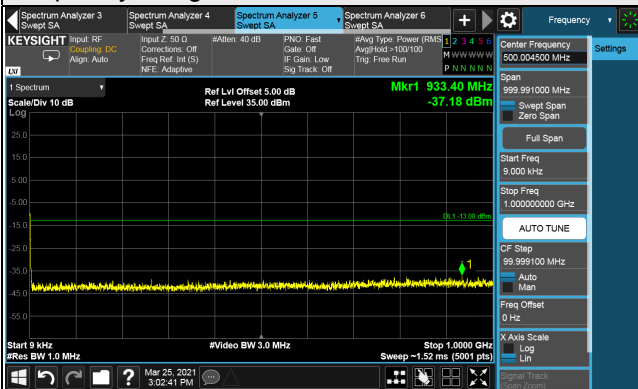 Spectrum Analyzer 3
Swept SA
Spectrum Analyzer 4
Swept SA
Spectrum Analyzer 5
Swept SA
Spectrum Analyzer 6
Swept SA
+
Frequency
KEYSIGHT
Input: RF
Coupling: DC
Align: Auto
Input Z: 50 Ω
Corrections: Off
Freq Ref: Int (S)
NFE: Adaptive
#Atten: 40 dB
PNO: Fast
Gate: Off
IF Gain: Low
Sig Track: Off
#Avg Type: Power (RMS
Avg|Hold >100/100
Trig: Free Run
1 2 3 4 5 6
M W W W W W
P N N N N N
LXI
1 Spectrum
Scale/Div 10 dB
Log
Ref Lvl Offset 5.00 dB
Ref Level 35.00 dBm
Mkr1 933.40 MHz
-37.18 dBm
25.0
15.0
5.00
-5.00
-15.0
-25.0
-35.0
-45.0
-55.0
DL1 -13.00 dBm
1
Start 9 kHz
#Res BW 1.0 MHz
#Video BW 3.0 MHz
Stop 1.0000 GHz
Sweep ~1.52 ms (5001 pts)
?
Mar 25, 2021
3:02:41 PM
Settings
Center Frequency
500.004500 MHz
Span
999.991000 MHz
Swept Span
Zero Span
Full Span
Start Freq
9.000 kHz
Stop Freq
1.000000000 GHz
AUTO TUNE
CF Step
99.999100 MHz
Auto
Man
Freq Offset
0 Hz
X Axis Scale
Log
Lin
Signal Track
(Span Zoom)